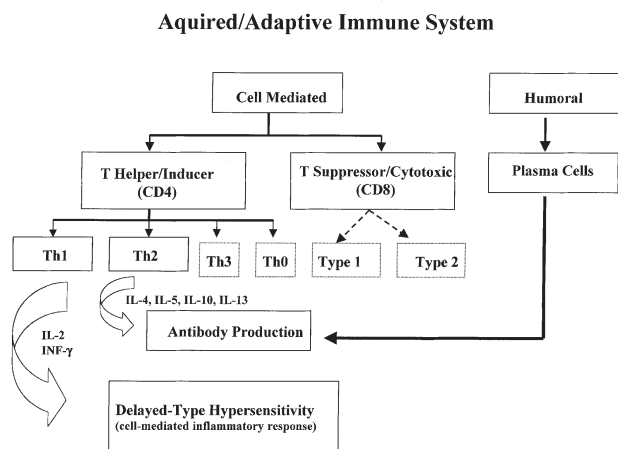 Aquired/Adaptive Immune System
Cell Mediated
Humoral
T Helper/Inducer
(CD4)
T Suppressor/Cytotoxic
(CD8)
Plasma Cells
Th1
Th2
Th3
Th0
Type 1
Type 2
IL-4, IL-5, IL-10, IL-13
Antibody Production
IL-2
INF-γ
Delayed-Type Hypersensitivity
(cell-mediated inflammatory response)